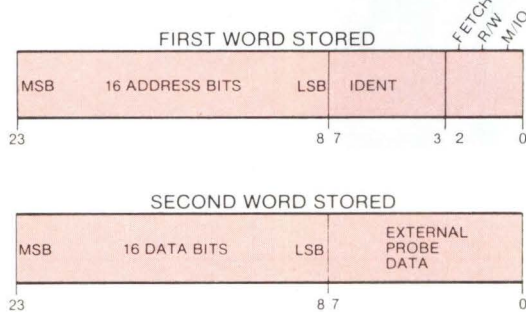 FIRST WORD STORED
FETCH
R/W
M/IO
MSB 16 ADDRESS BITS LSB IDENT
23 8 7 3 2 0
SECOND WORD STORED
MSB 16 DATA BITS LSB EXTERNAL
PROBE
DATA
23 8 7 0